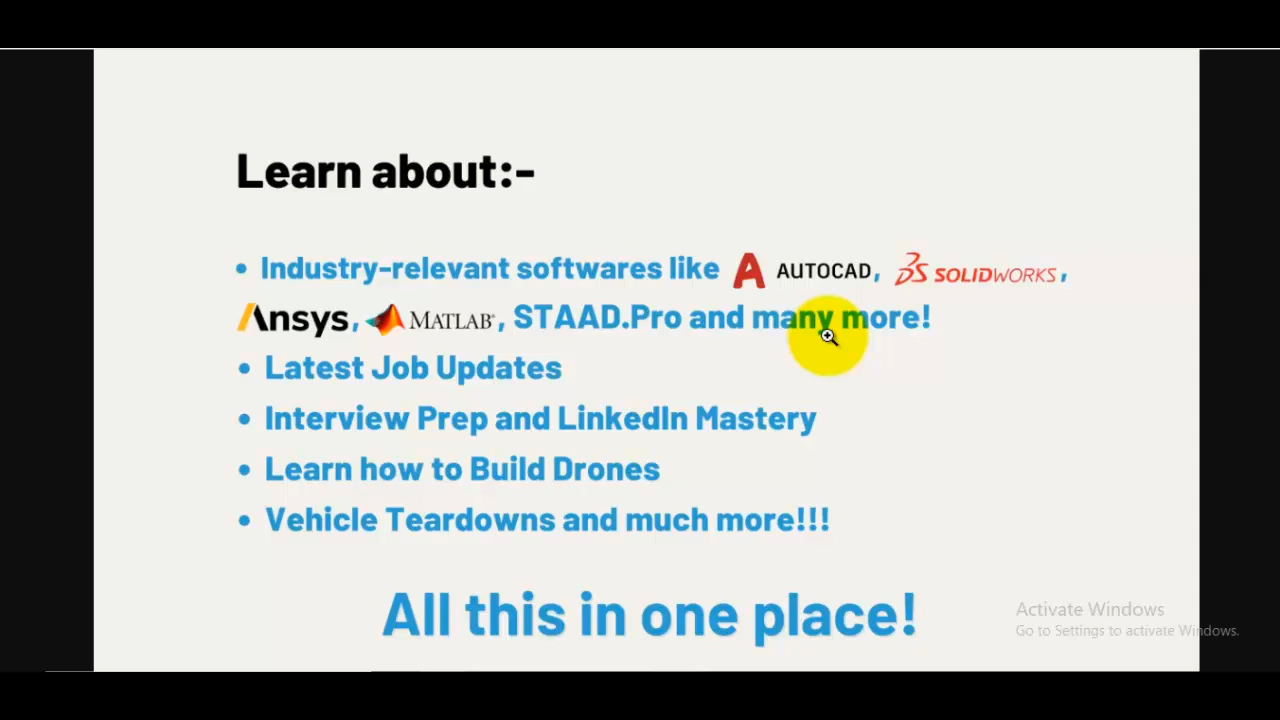 Learn about:-
• Industry-relevant softwares like AUTOCAD, SOLIDWORKS,
Ansys, MATLAB®, STAAD.Pro and many more!
• Latest Job Updates
• Interview Prep and LinkedIn Mastery
• Learn how to Build Drones
• Vehicle Teardowns and much more!!!
All this in one place!
Activate Windows
Go to Settings to activate Windows.